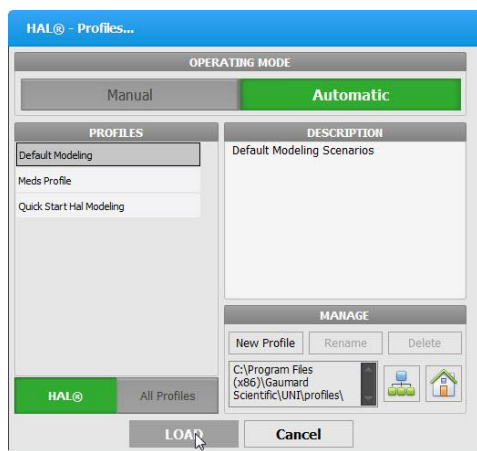 HAL® - Profiles...
OPERATING MODE
Manual
Automatic
PROFILES
Default Modeling
Meds Profile
Quick Start Hal Modeling
HAL®
All Profiles
DESCRIPTION
Default Modeling Scenarios
MANAGE
New Profile
Rename
Delete
C:\Program Files
(x86)\Gaumard
Scientific\UNI\profiles\
LOAD
Cancel